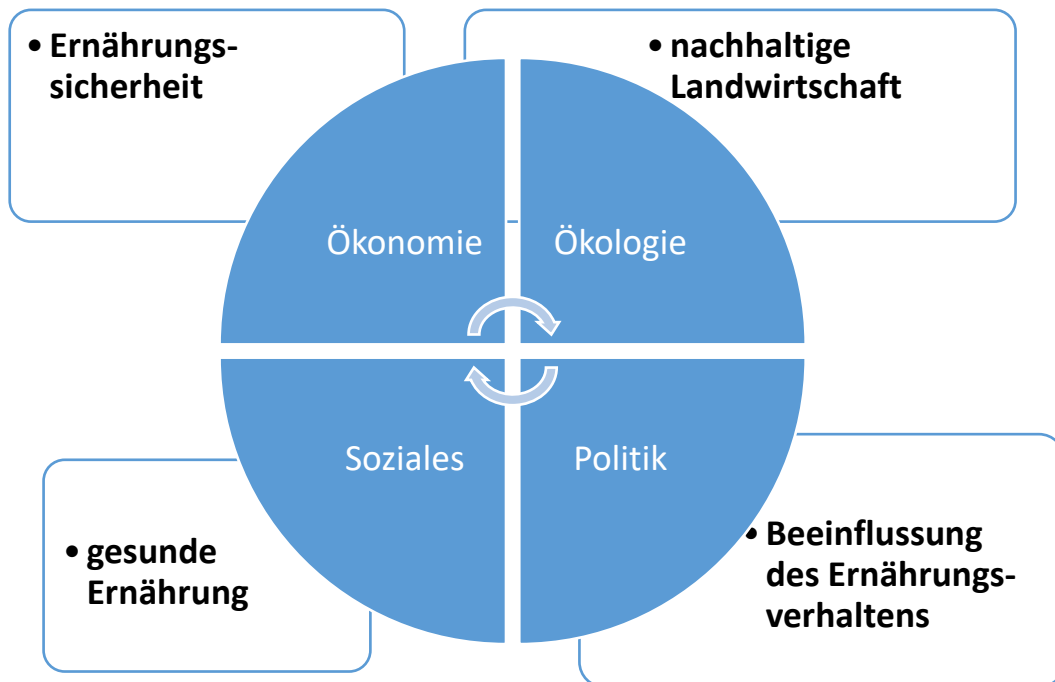 • Ernährungs-
sicherheit
• nachhaltige
Landwirtschaft
Ökonomie
Ökologie
Soziales
Politik
• gesunde
Ernährung
• Beeinflussung
des Ernährungs-
verhaltens